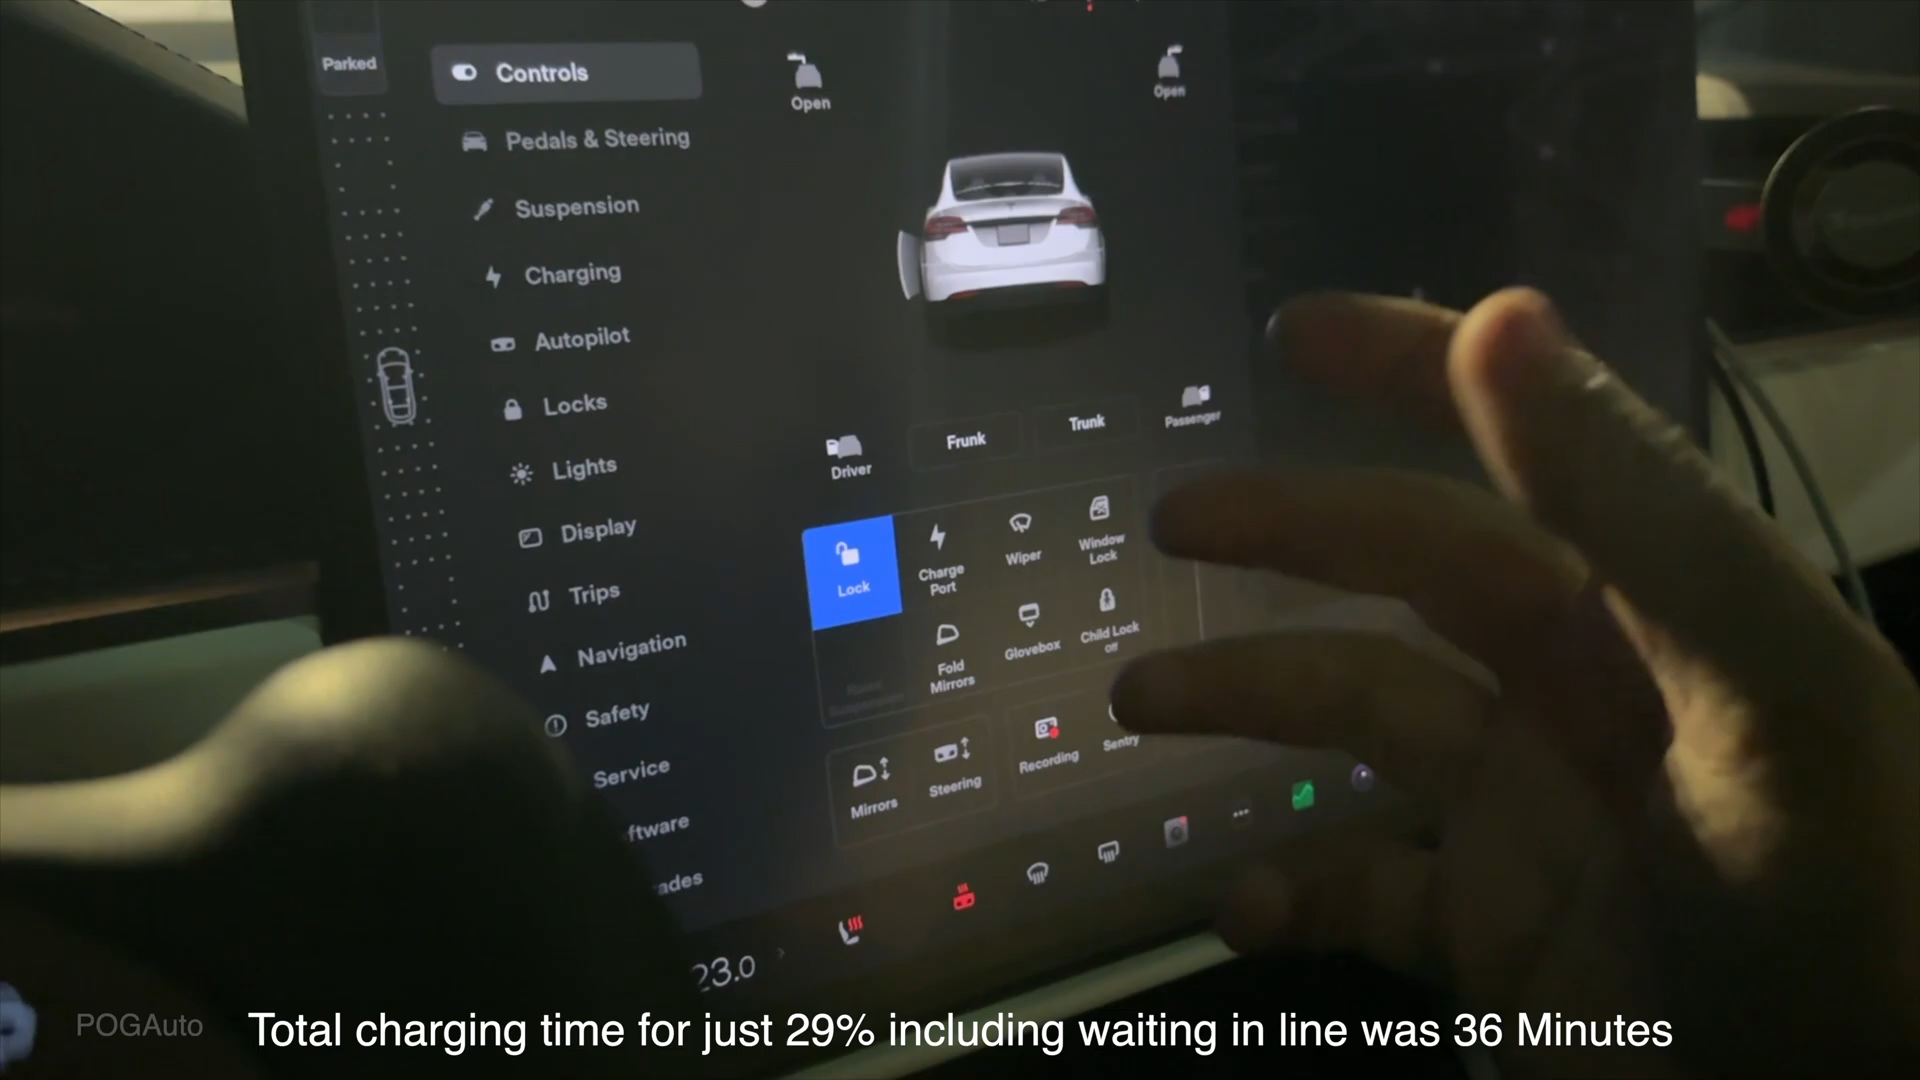 Parked
Controls
Open
Open
Pedals & Steering
Suspension
Charging
Autopilot
Locks
Lights
Display
Trips
Navigation
Safety
Service
ftware
ades
Driver
Frunk
Trunk
Passenger
Lock
Charge
Port
Wiper
Window
Lock
Fold
Mirrors
Glovebox
Child Lock
Off
Mirrors
Steering
Recording
Sentry
23.0
POGAuto
Total charging time for just 29% including waiting in line was 36 Minutes